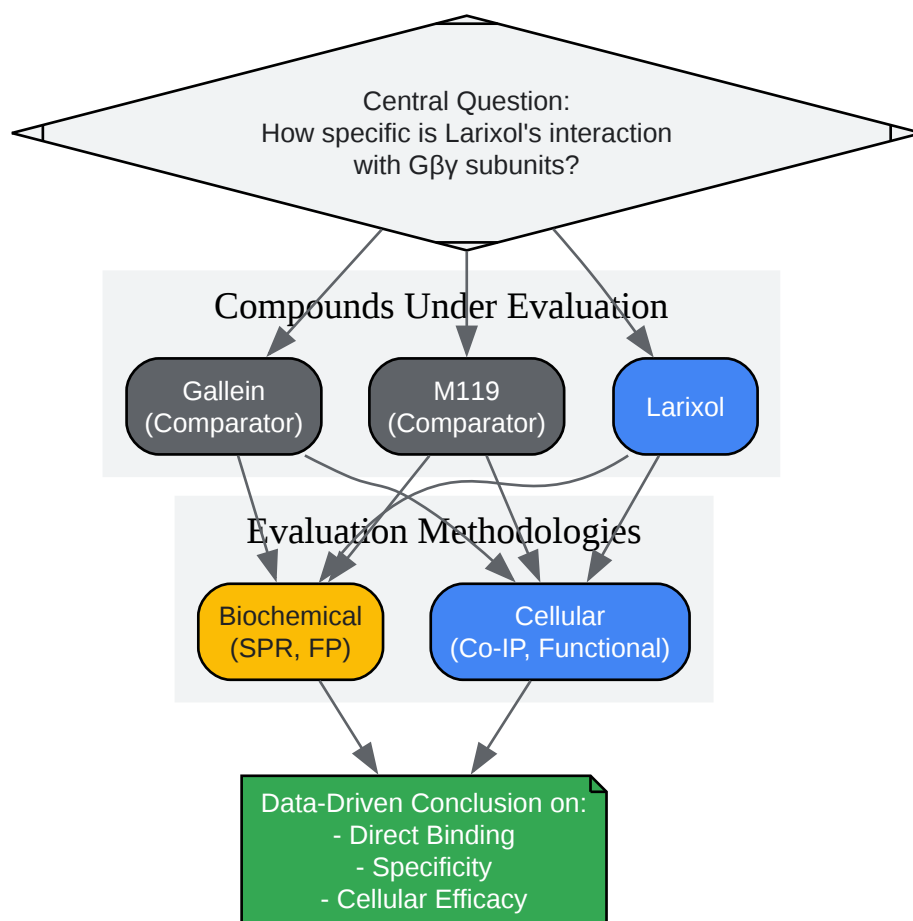 Central Question:
How specific is Larixol's interaction
with Gβγ subunits?
Compounds Under Evaluation
Gallein
(Comparator)
M119
(Comparator)
Larixol
Evaluation Methodologies
Biochemical
(SPR, FP)
Cellular
(Co-IP, Functional)
Data-Driven Conclusion on:
- Direct Binding
- Specificity
- Cellular Efficacy